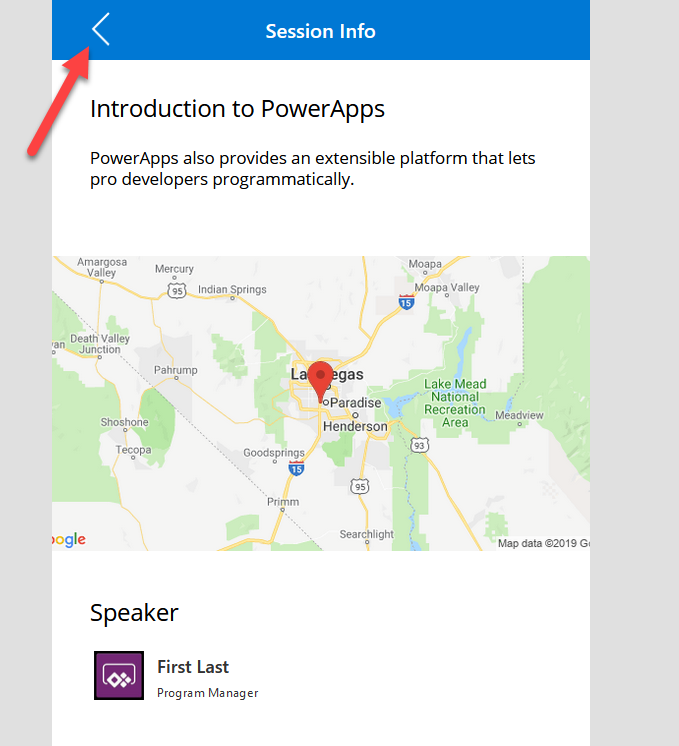 Session Info
Introduction to PowerApps
PowerApps also provides an extensible platform that lets
pro developers programmatically.
Amargosa
Valley
Mercury
95
Indian Springs
Moapa
15
Moapa Valley
Death Valley
Junction
Pahrump
Las Vegas
Paradise
Henderson
Lake Mead
National
Recreation
Area
Meadview
Shoshone
Tecopa
93
Goodsprings
15
95
Primm
Searchlight
oogle
Map data ©2019 Go
Speaker
First Last
Program Manager